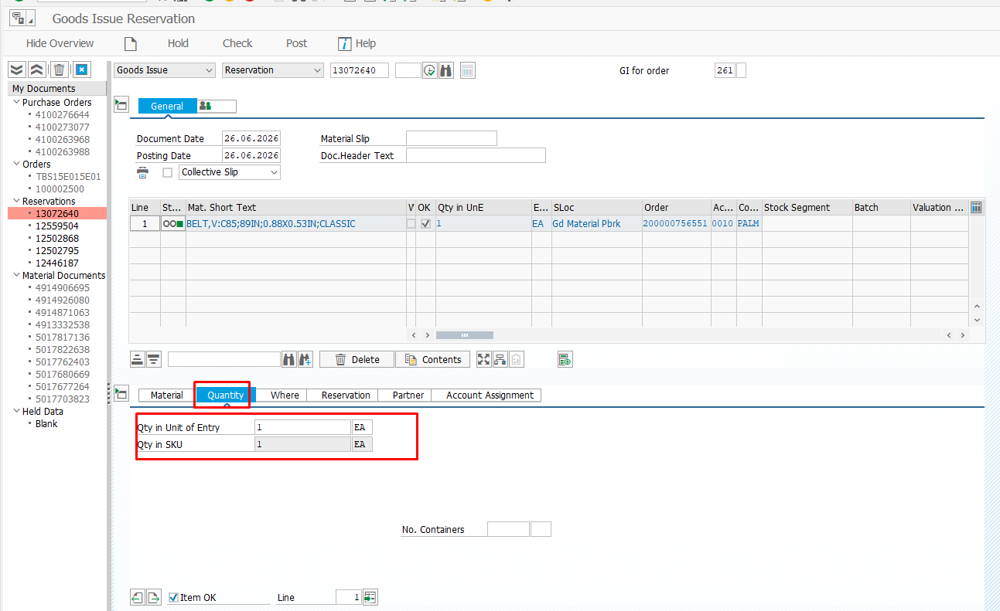 Goods Issue Reservation
Hide Overview Hold Check Post Help
Goods Issue Reservation 13072640 GI for order 261
My Documents
Purchase Orders
4100276644
4100273077
4100263968
4100263988
Orders
TBS15E015E01
100002500
Reservations
13072640
12559504
12502868
12502795
12446187
Material Documents
4914906695
4914926080
4914871063
4913332538
5017817136
5017822638
5017762403
5017680669
5017677264
5017703823
Held Data
Blank
General
Document Date 26.06.2026 Material Slip
Posting Date 26.06.2026 Doc.Header Text
Collective Slip
Line St... Mat. Short Text V OK Qty in UnE E... SLoc Order Ac... Co... Stock Segment Batch Valuation ...
1 BELT,V:C85;89IN;0.88X0.53IN;CLASSIC 1 EA Gd Material Pbrk 200000756551 0010 PALM
Delete Contents
Material Quantity Where Reservation Partner Account Assignment
Qty in Unit of Entry 1 EA
Qty in SKU 1 EA
No. Containers
Item OK Line 1